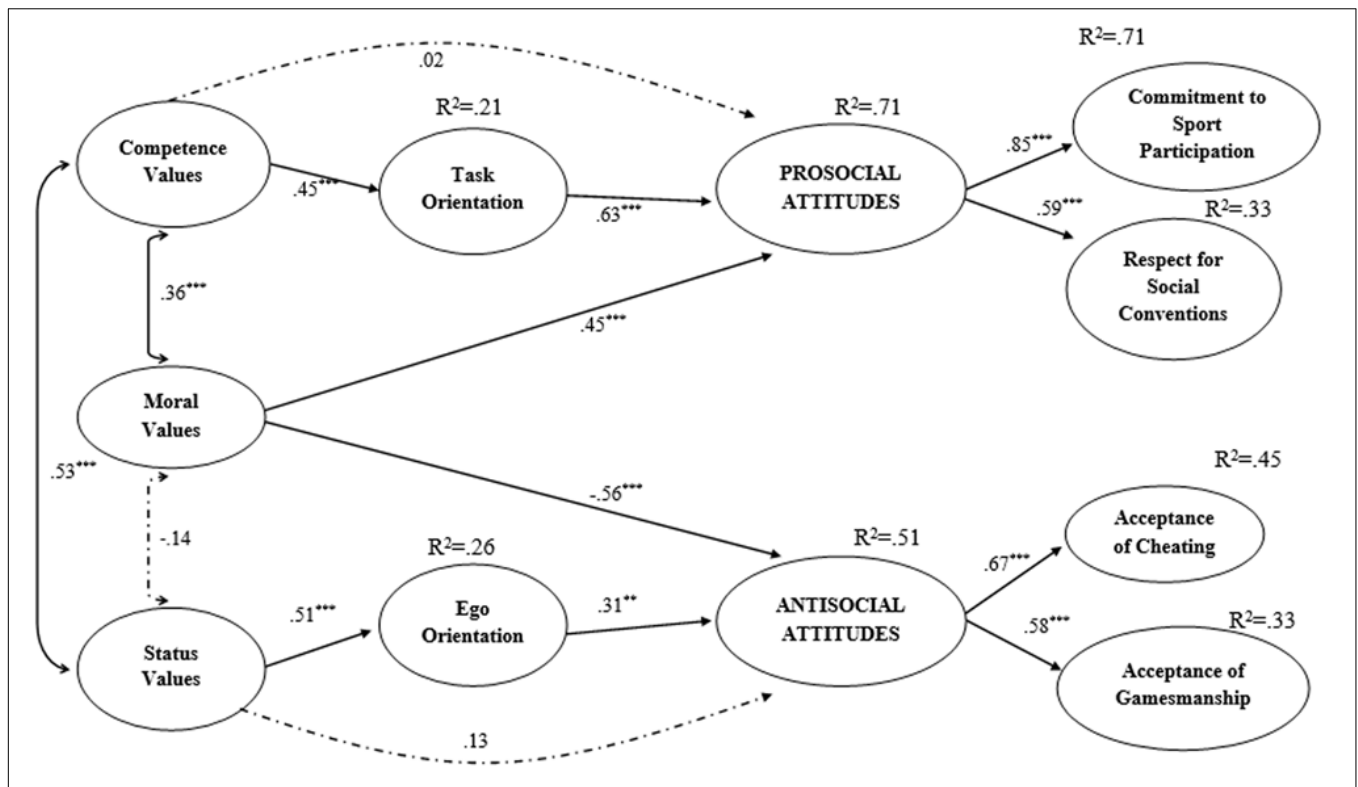 R²=.71
.02
R²=.21
R²=.71
Commitment to
Sport
Participation
Competence
Values
.85***
Task
Orientation
PROSOCIAL
ATTITUDES
.45***
.63***
.59***
R²=.33
Respect for
Social
Conventions
.36***
.45***
Moral
Values
.53***
-.56***
R²=.45
Acceptance
of Cheating
-.14
R²=.26
R²=.51
.67***
.51***
Ego
Orientation
.31**
ANTISOCIAL
ATTITUDES
.58***
R²=.33
Status
Values
Acceptance of
Gamesmanship
.13